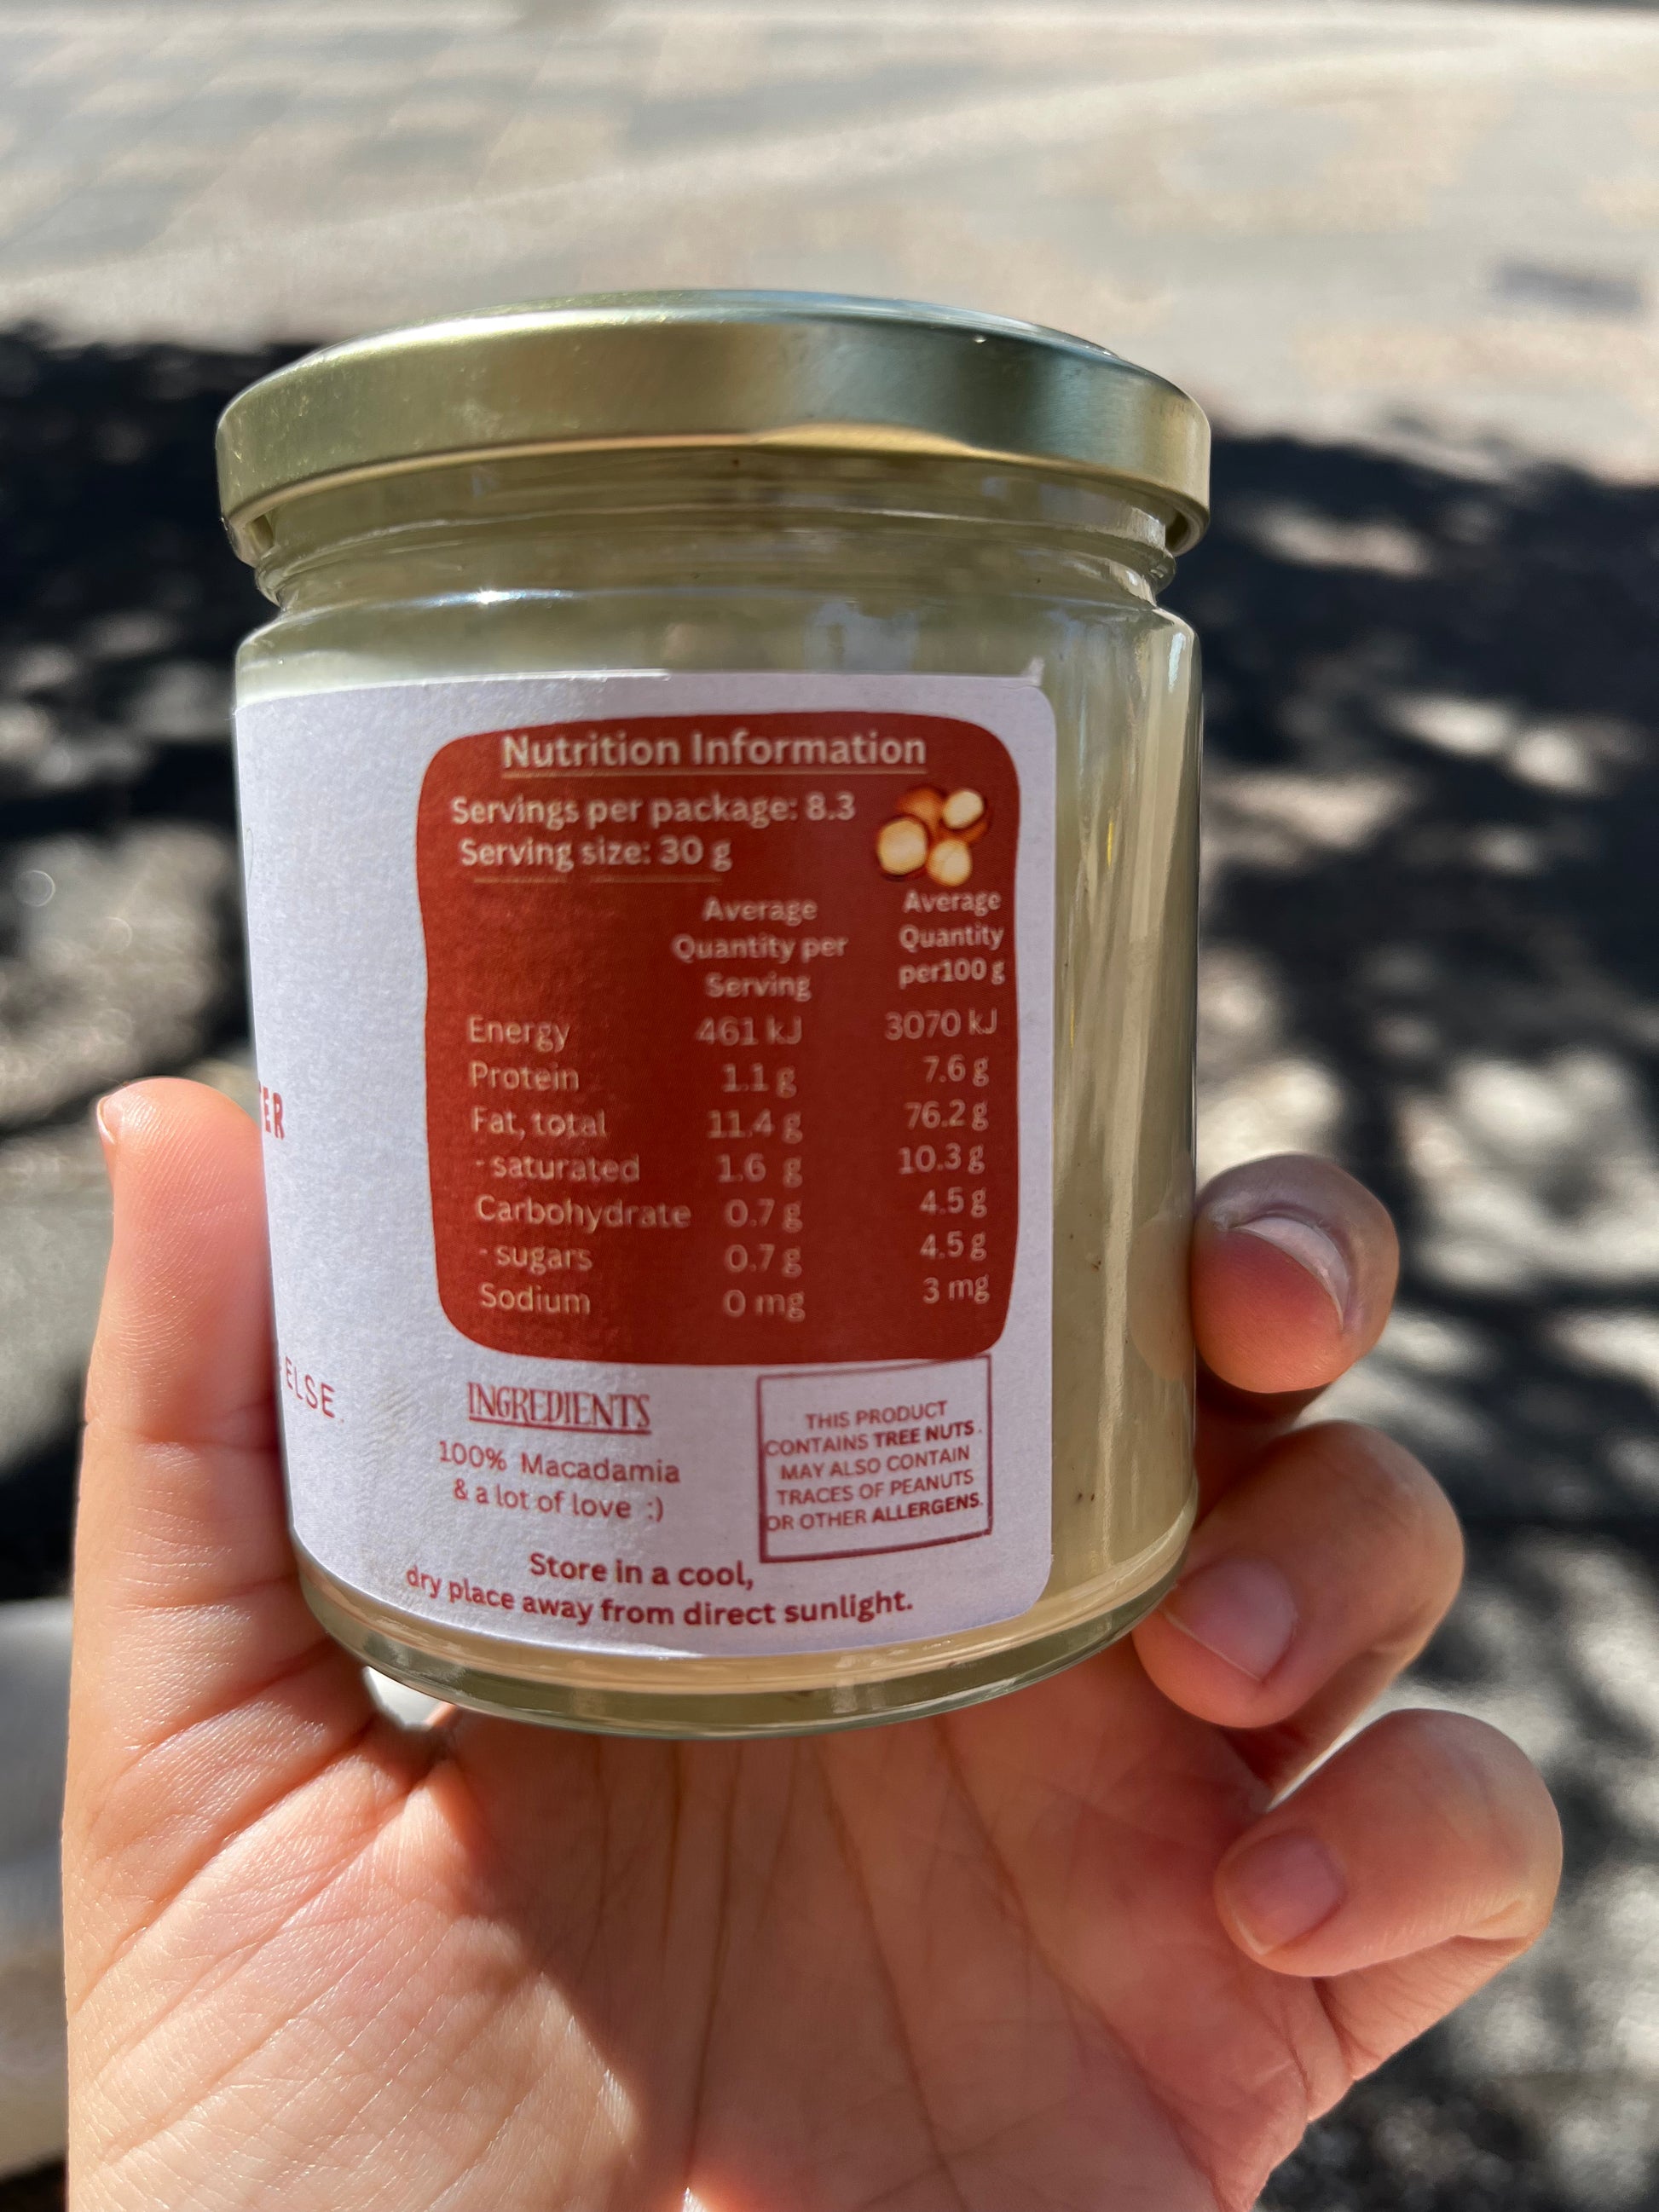 Nutrition Information
Servings per package: 8.3
Serving size: 30 g
Average Quantity per Serving Average Quantity per100 g
Energy 461 kJ 3070 kJ
Protein 1.1 g 7.6 g
Fat, total 11.4 g 76.2 g
- saturated 1.6 g 10.3 g
Carbohydrate 0.7 g 4.5 g
- sugars 0.7 g 4.5 g
Sodium 0 mg 3 mg
ELSE.
INGREDIENTS
100% Macadamia
& a lot of love :)
THIS PRODUCT
CONTAINS TREE NUTS.
MAY ALSO CONTAIN
TRACES OF PEANUTS
OR OTHER ALLERGENS.
Store in a cool,
dry place away from direct sunlight.